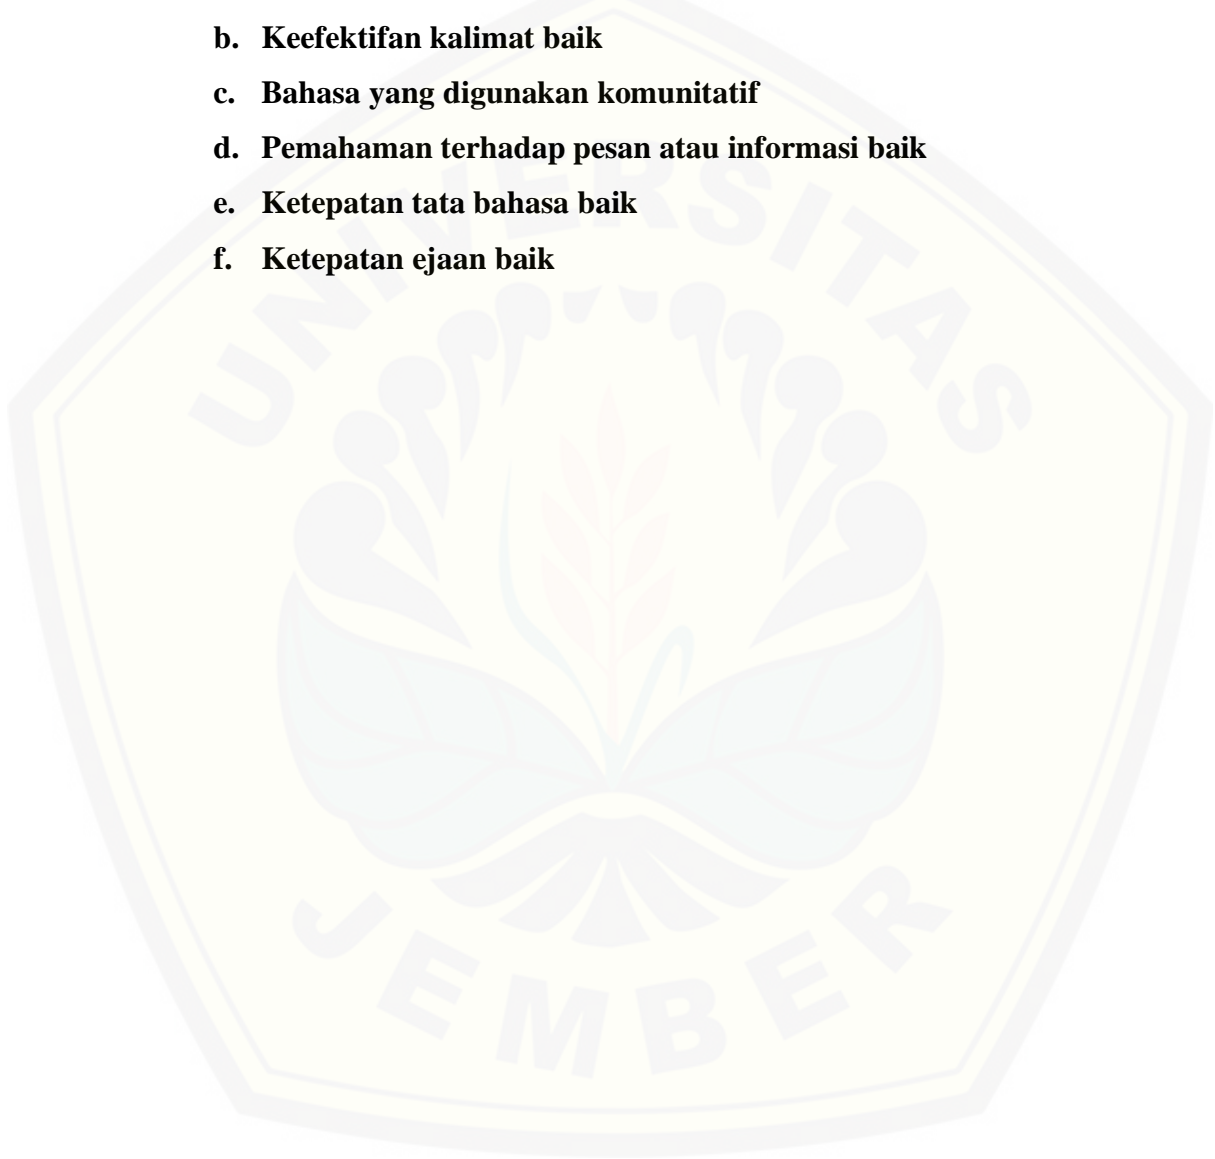 b. Keefektifan kalimat baik
c. Bahasa yang digunakan komunitatif
d. Pemahaman terhadap pesan atau informasi baik
e. Ketepatan tata bahasa baik
f. Ketepatan ejaan baik
UNIVERSITAS
JEMBER